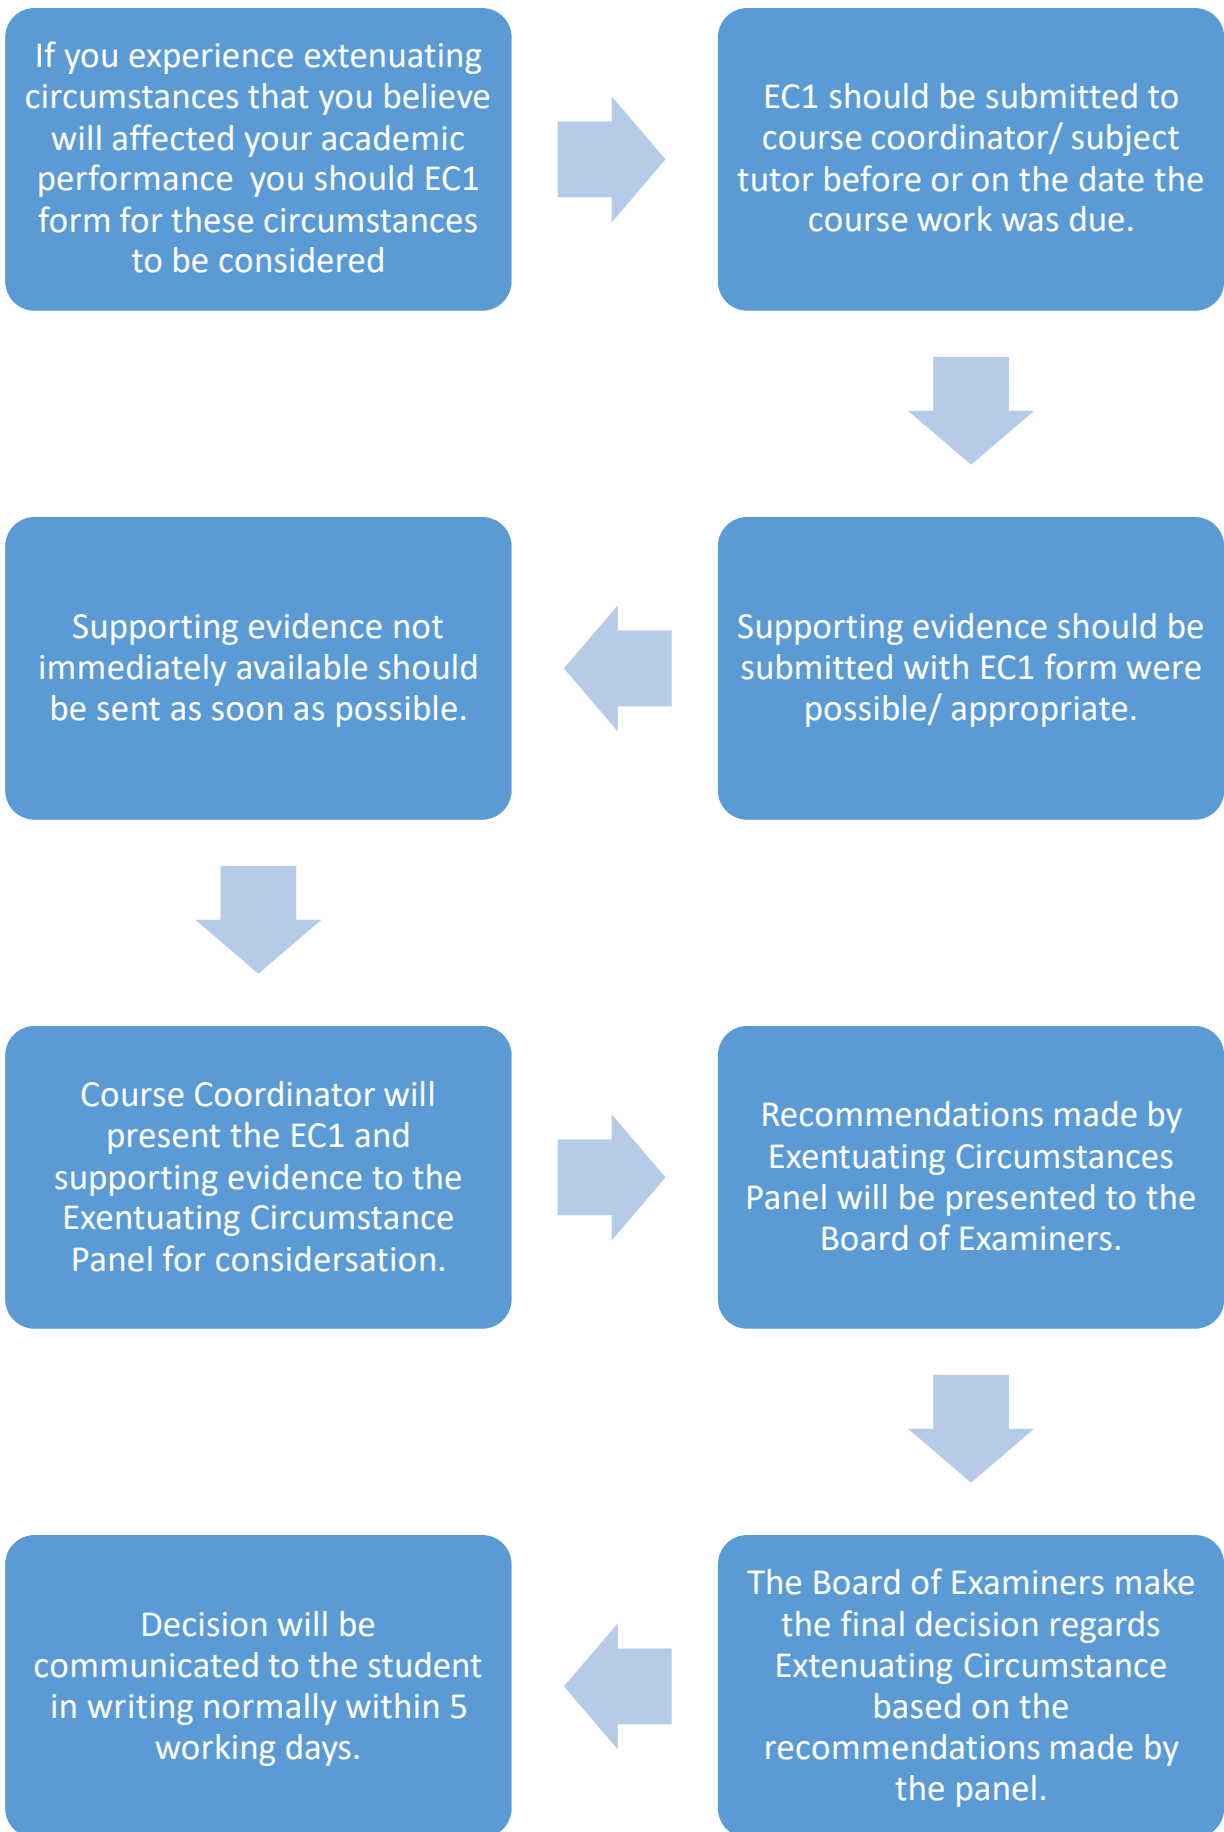 If you experience extenuating
circumstances that you believe
will affected your academic
performance  you should EC1
form for these circumstances
to be considered
EC1 should be submitted to
course coordinator/ subject
tutor before or on the date the
course work was due.
Supporting evidence should be
submitted with EC1 form were
possible/ appropriate.
Supporting evidence not
immediately available should
be sent as soon as possible.
Course Coordinator will
present the EC1 and
supporting evidence to the
Exentuating Circumstance
Panel for considersation.
Recommendations made by
Exentuating Circumstances
Panel will be presented to the
Board of Examiners.
The Board of Examiners make
the final decision regards
Extenuating Circumstance
based on the
recommendations made by
the panel.
Decision will be
communicated to the student
in writing normally within 5
working days.